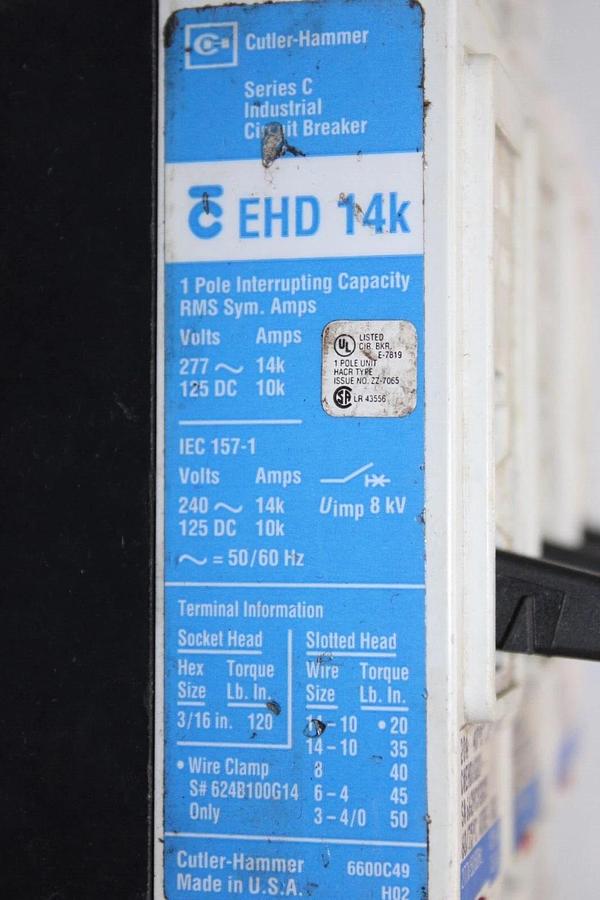 Cutler-Hammer
Series C
Industrial
Circuit Breaker
EHD 14k
1 Pole Interrupting Capacity
RMS Sym. Amps
Volts Amps
277 ~ 14k
125 DC 10k
UL LISTED
CIR. BKR.
E-7819
1 POLE UNIT
HACR TYPE
ISSUE NO. ZZ-7065
SA LR 43556
IEC 157-1
Volts Amps
240 ~ 14k
125 DC 10k
Uimp 8 kV
~ = 50/60 Hz
Terminal Information
Socket Head
Hex Torque
Size Lb. In.
3/16 in. 120
• Wire Clamp
S# 624B100G14
Only
Slotted Head
Wire Torque
Size Lb. In.
14-10 • 20
14-10 35
8 40
6-4 45
3-4/0 50
Cutler-Hammer 6600C49
Made in U.S.A. H02